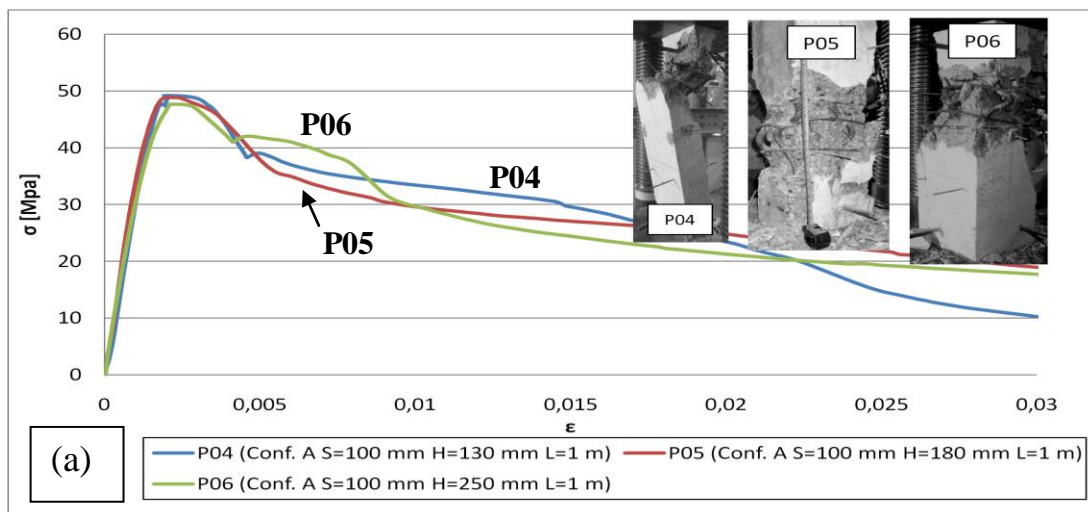 60
50
40
30
20
10
0
σ [Mpa]
0 0,005 0,01 0,015 0,02 0,025 0,03
ε
P06
P04
P05
P04
P05
P06
(a)
P04 (Conf. A S=100 mm H=130 mm L=1 m)
P05 (Conf. A S=100 mm H=180 mm L=1 m)
P06 (Conf. A S=100 mm H=250 mm L=1 m)